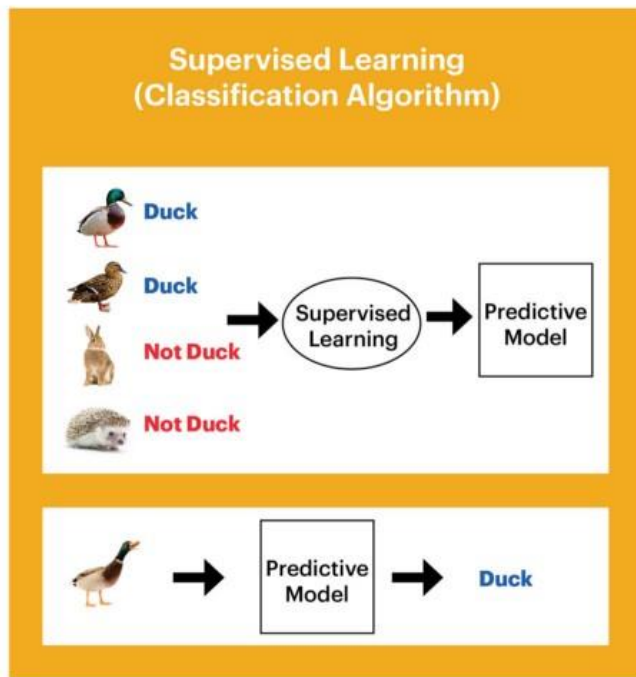 Supervised Learning
(Classification Algorithm)
Duck
Duck
Not Duck
Not Duck
Supervised
Learning
Predictive
Model
Predictive
Model
Duck